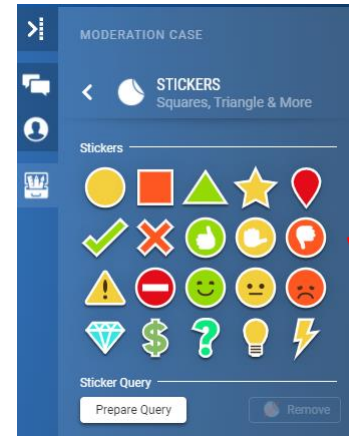 MODERATION CASE
STICKERS
Squares, Triangle & More
Stickers
Sticker Query
Prepare Query
Remove